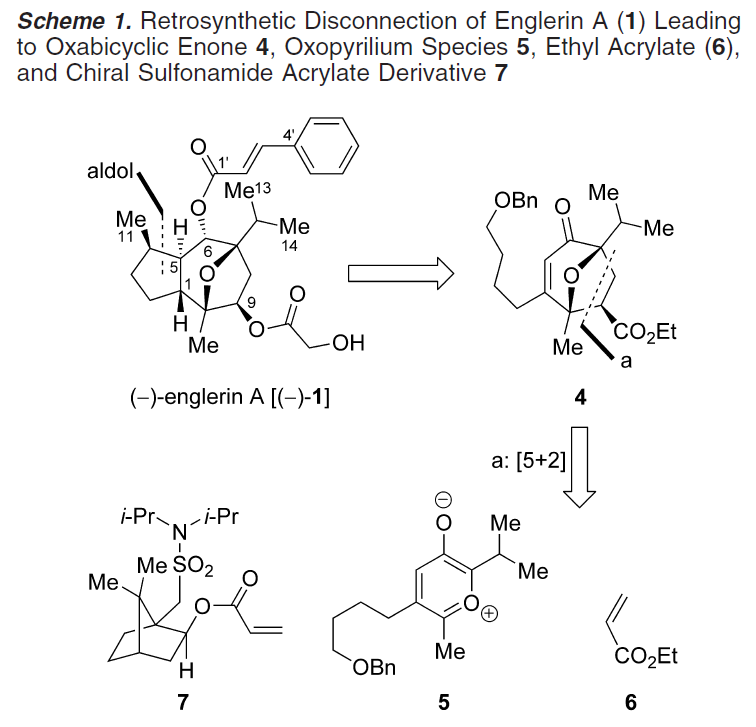 Scheme 1. Retrosynthetic Disconnection of Englerin A (1) Leading
to Oxabicyclic Enone 4, Oxopyrilium Species 5, Ethyl Acrylate (6),
and Chiral Sulfonamide Acrylate Derivative 7
4'
O
1'
aldol
O
Me13
Me
11
H
6
Me
14
5
O
1
9
O
H
Me
O
OH
(−)-englerin A [(−)-1]
OBn
O
Me
Me
O
Me
CO2Et
a
4
a: [5+2]
i-Pr
N
i-Pr
Me
SO2
Me
O
O
H
7
⊖
O
Me
Me
O
⊕
Me
OBn
5
CO2Et
6